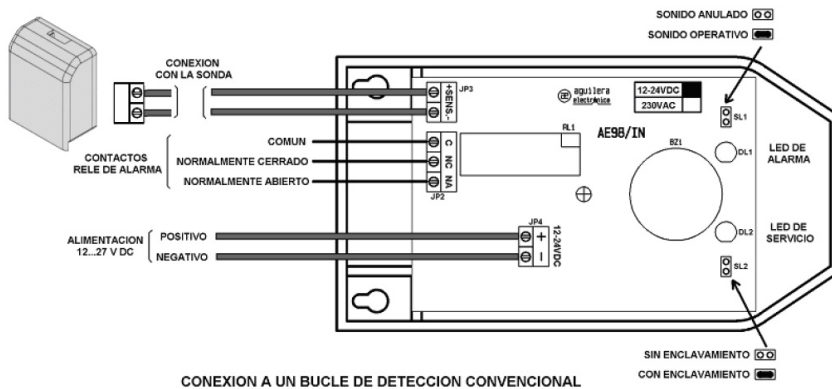 SONIDO ANULADO
SONIDO OPERATIVO
CONEXION
CON LA SONDA
JP3
+SENS.-
aguilera
electrónica
12-24VDC
230VAC
SL1
RL1
AE98/IN
BZ1
DL1
LED DE
ALARMA
CONTACTOS
RELE DE ALARMA
COMUN
NORMALMENTE CERRADO
NORMALMENTE ABIERTO
C
NC
NA
JP2
ALIMENTACION
12...27 V DC
POSITIVO
NEGATIVO
JP4
+
-
12-24VDC
DL2
LED DE
SERVICIO
SL2
SIN ENCLAVAMIENTO
CON ENCLAVAMIENTO
CONEXION A UN BUCLE DE DETECCION CONVENCIONAL